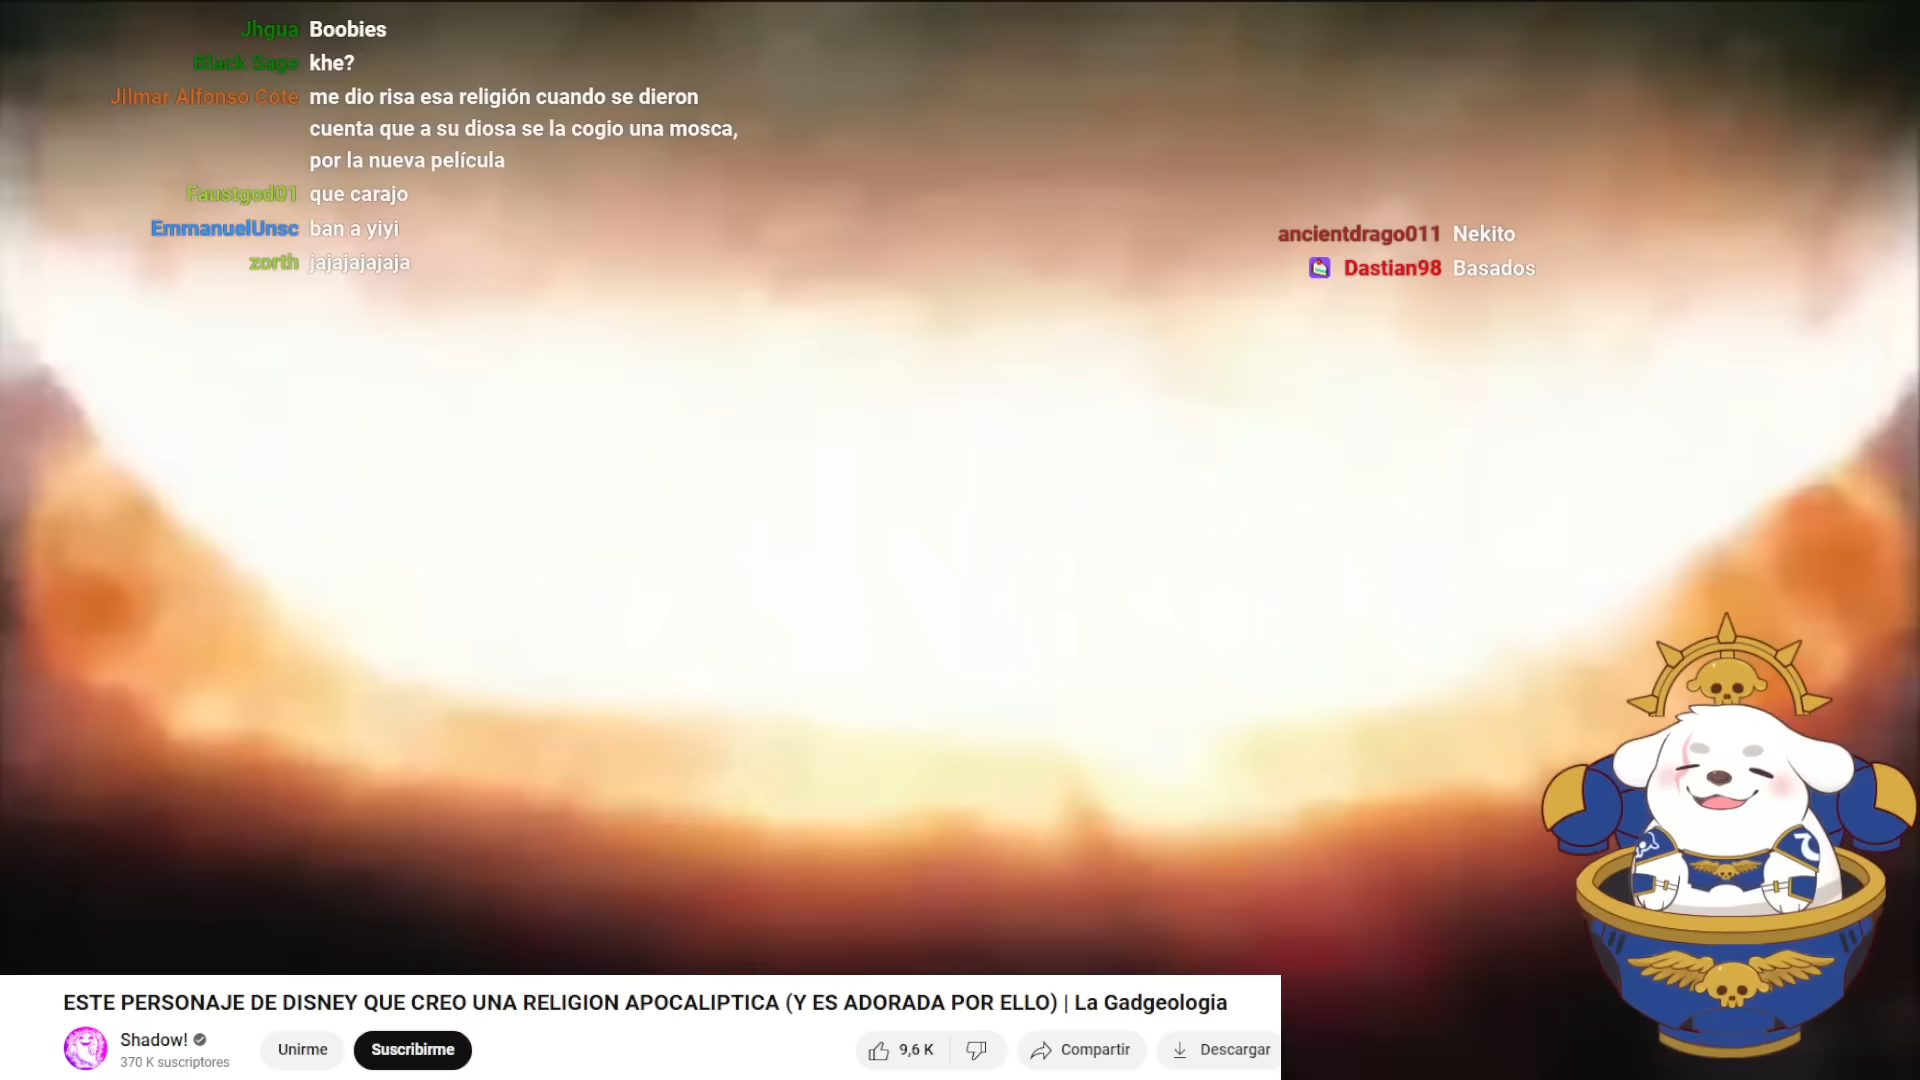 Jhgua Boobies
Black Sage khe?
Jilmar Alfonso Cote me dio risa esa religión cuando se dieron
cuenta que a su diosa se la cogio una mosca,
por la nueva película
Faustgod01 que carajo
EmmanuelUnsc ban a yiyi
zorth jajajajajaja
ancientdrago011 Nekito
Dastian98 Basados
ESTE PERSONAJE DE DISNEY QUE CREO UNA RELIGION APOCALIPTICA (Y ES ADORADA POR ELLO) | La Gadgeologia
Shadow!
370 K suscriptores
Unirme
Suscribirme
9,6 K
Compartir
Descargar